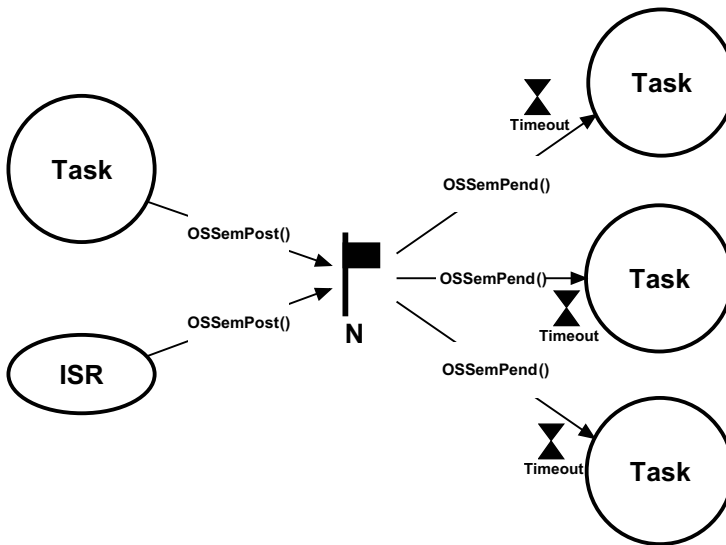 Task
Timeout
OSSemPend()
Task
OSSemPost()
OSSemPend()
Task
Timeout
OSSemPost()
N
ISR
OSSemPend()
Timeout
Task